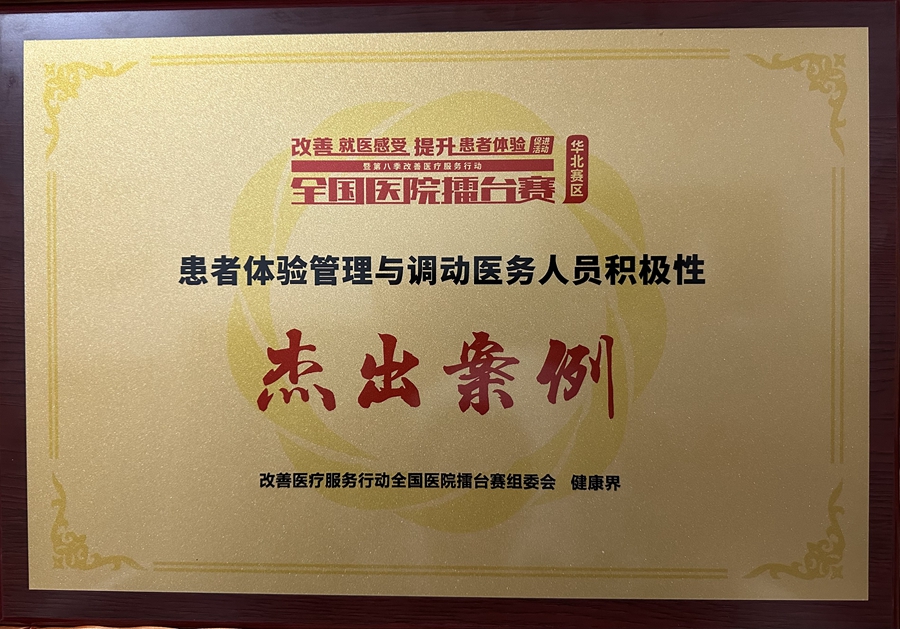 改善就医感受 提升患者体验 促进活动
华北赛区
暨第八季改善医疗服务行动
全国医院擂台赛
患者体验管理与调动医务人员积极性
杰出案例
改善医疗服务行动全国医院擂台赛组委会 健康界